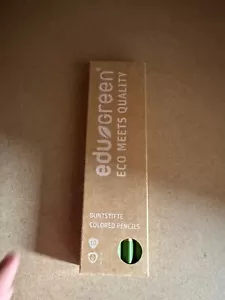 edugreen®
ECO MEETS QUALITY
BUNTSTIFTE
COLORED PENCILS